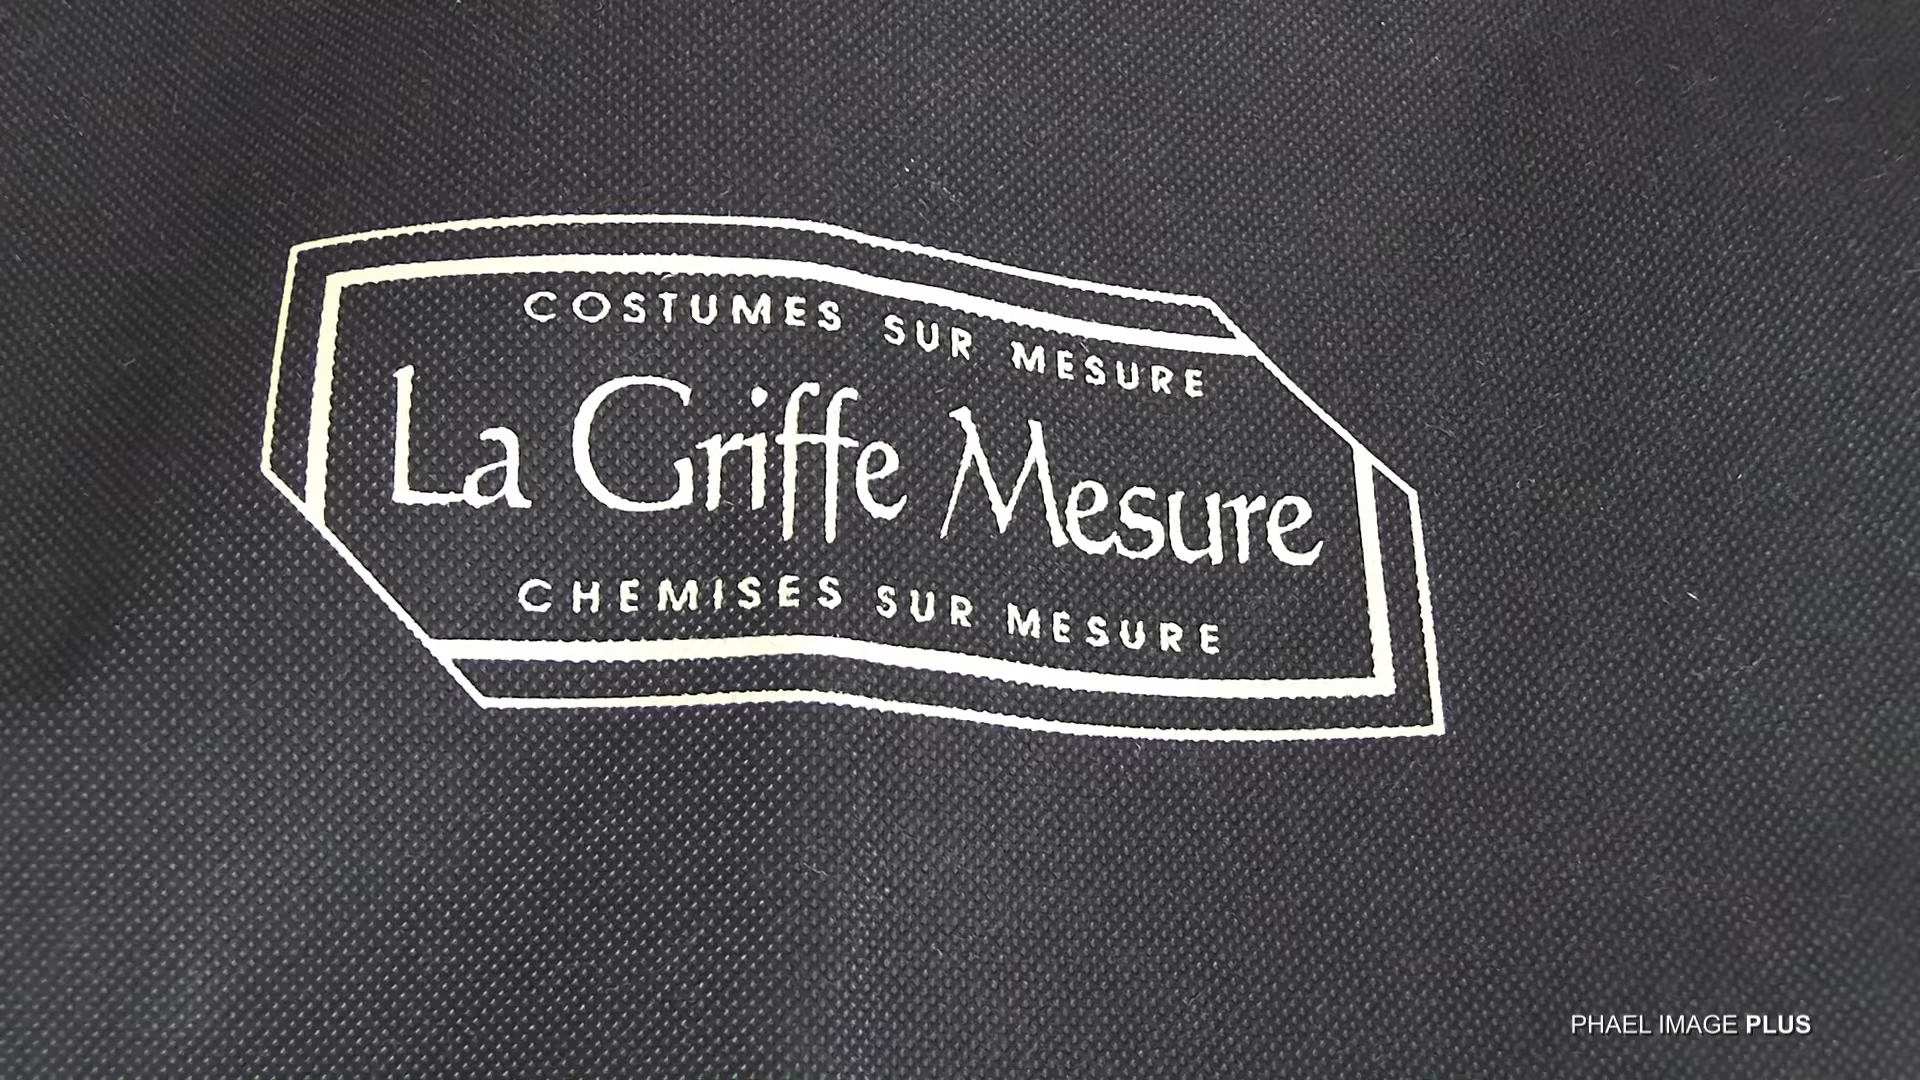 COSTUMES SUR MESURE
La Griffe Mesure
CHEMISES SUR MESURE
PHAEL IMAGE PLUS